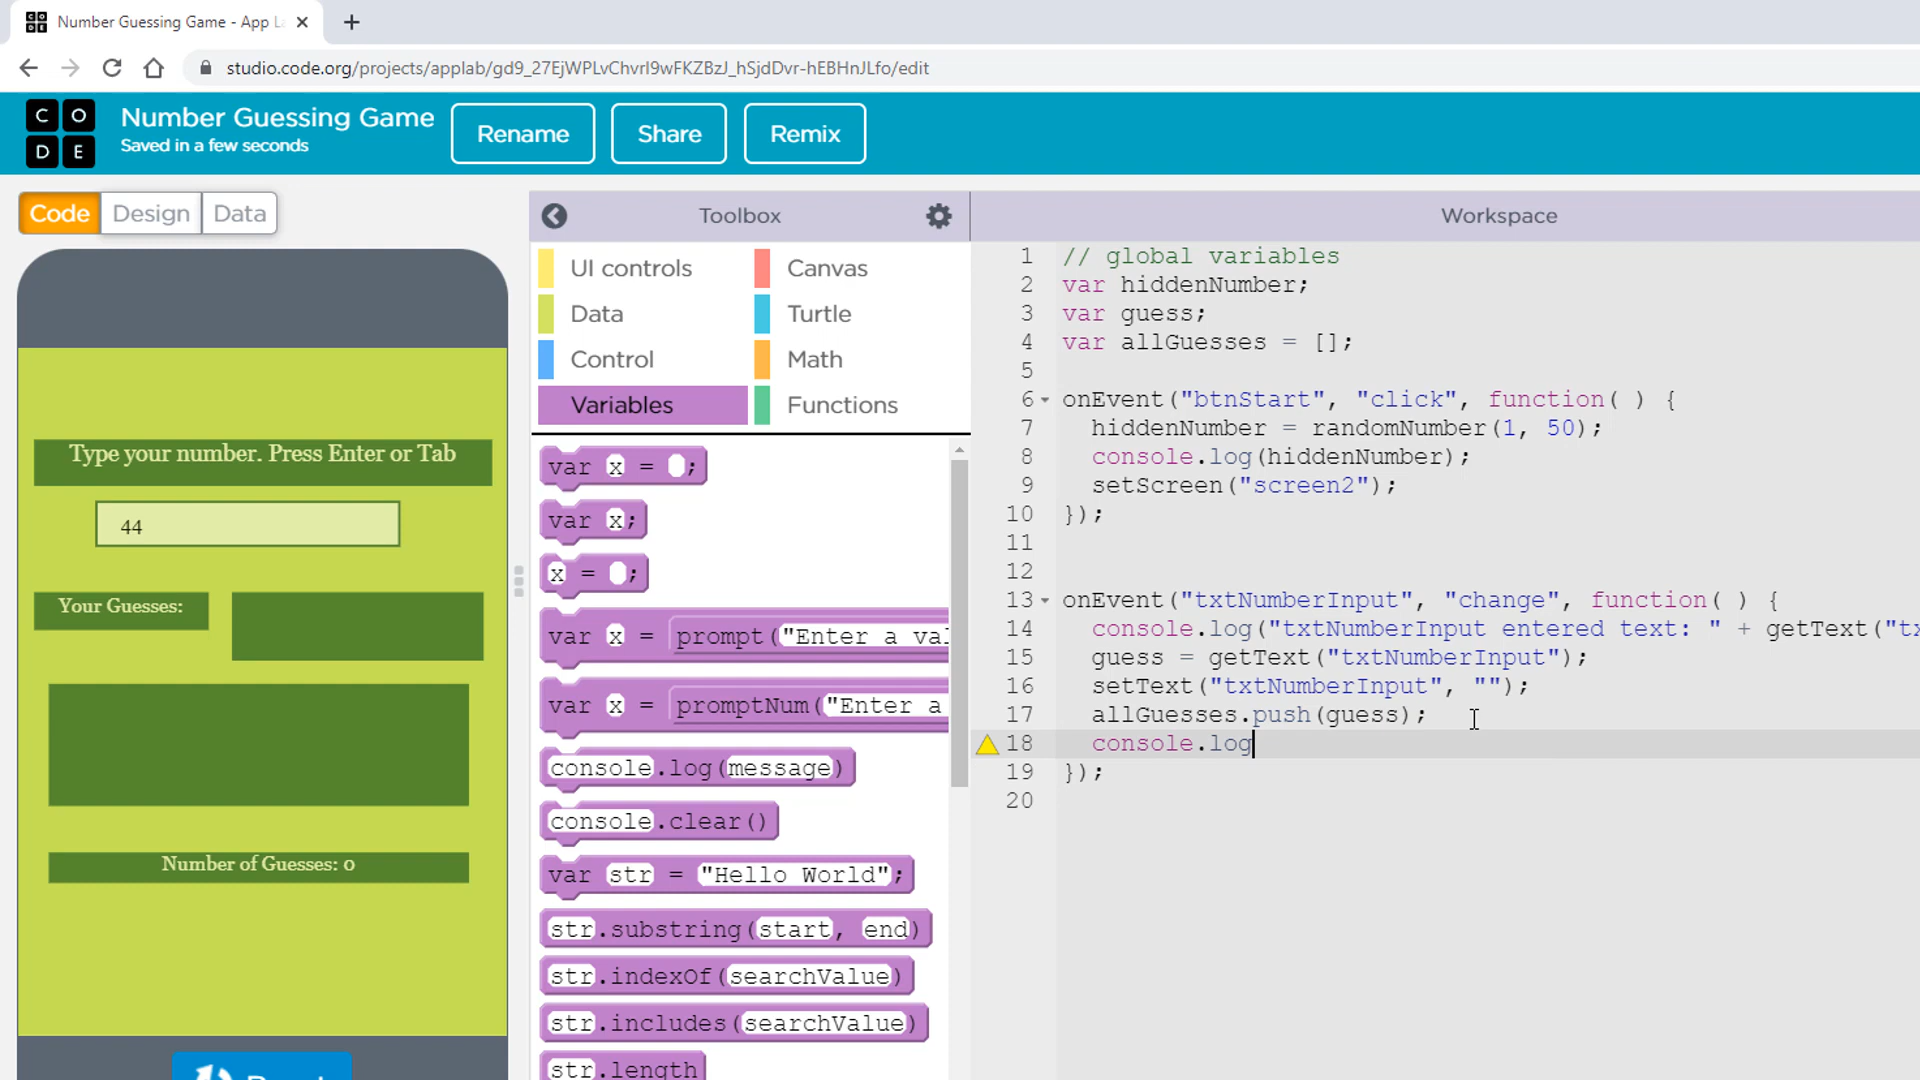 Number Guessing Game - App L
studio.code.org/projects/applab/gd9_27EjWPLvChvrI9wFKZBzJ_hSjdDvr-hEBHnJLfo/edit
C O
D E
Number Guessing Game
Saved in a few seconds
Rename
Share
Remix
Code
Design
Data
Type your number. Press Enter or Tab
44
Your Guesses:
Number of Guesses: 0
Toolbox
UI controls
Canvas
Data
Turtle
Control
Math
Variables
Functions
var x = ;
var x;
x = ;
var x = prompt("Enter a val
var x = promptNum("Enter a
console.log(message)
console.clear()
var str = "Hello World";
str.substring(start, end)
str.indexOf(searchValue)
str.includes(searchValue)
str.length
Workspace
1 // global variables
2 var hiddenNumber;
3 var guess;
4 var allGuesses = [];
5
6 onEvent("btnStart", "click", function( ) {
7 hiddenNumber = randomNumber(1, 50);
8 console.log(hiddenNumber);
9 setScreen("screen2");
10 });
11
12
13 onEvent("txtNumberInput", "change", function( ) {
14 console.log("txtNumberInput entered text: " + getText("tx
15 guess = getText("txtNumberInput");
16 setText("txtNumberInput", "");
17 allGuesses.push(guess);
18 console.log
19 });
20